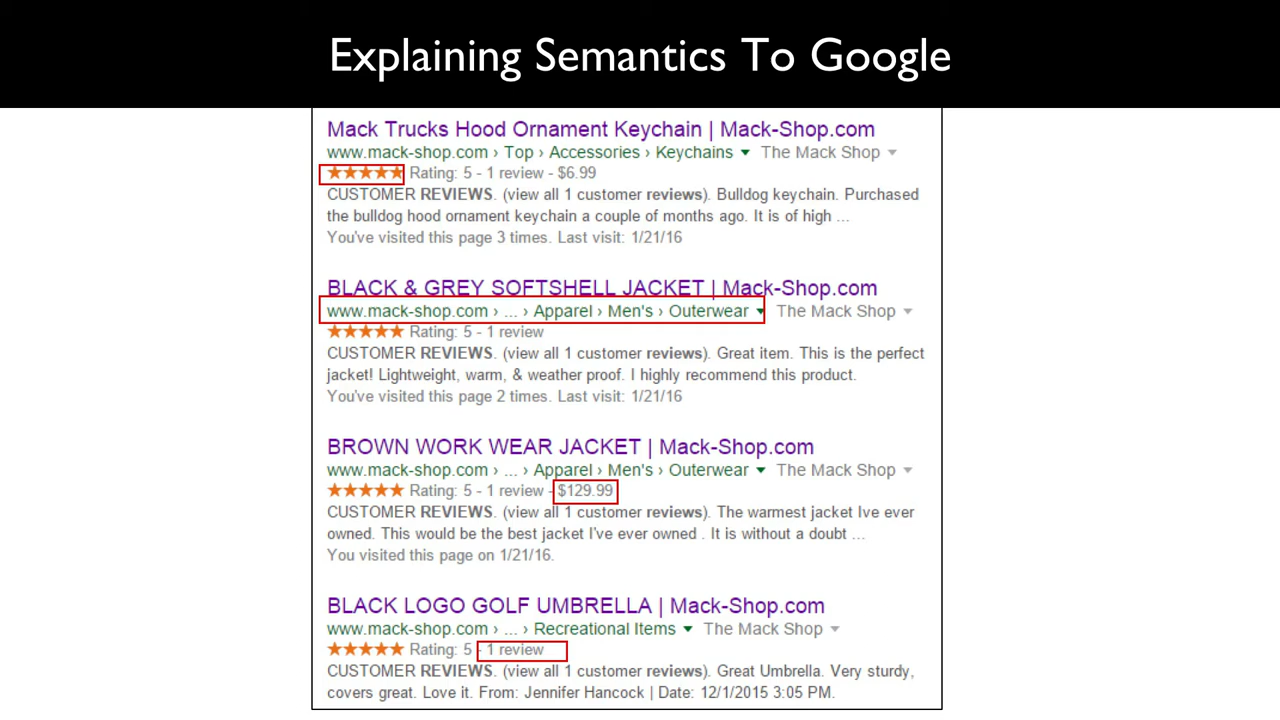 Explaining Semantics To Google
Mack Trucks Hood Ornament Keychain | Mack-Shop.com
www.mack-shop.com › Top › Accessories › Keychains ▼ The Mack Shop ▼
★★★★★ Rating: 5 - 1 review - $6.99
CUSTOMER REVIEWS. (view all 1 customer reviews). Bulldog keychain. Purchased
the bulldog hood ornament keychain a couple of months ago. It is of high ...
You've visited this page 3 times. Last visit: 1/21/16
BLACK & GREY SOFTSHELL JACKET | Mack-Shop.com
www.mack-shop.com › ... › Apparel › Men's › Outerwear ▼ The Mack Shop ▼
★★★★★ Rating: 5 - 1 review
CUSTOMER REVIEWS. (view all 1 customer reviews). Great item. This is the perfect
jacket! Lightweight, warm, & weather proof. I highly recommend this product.
You've visited this page 2 times. Last visit: 1/21/16
BROWN WORK WEAR JACKET | Mack-Shop.com
www.mack-shop.com › ... › Apparel › Men's › Outerwear ▼ The Mack Shop ▼
★★★★★ Rating: 5 - 1 review - $129.99
CUSTOMER REVIEWS. (view all 1 customer reviews). The warmest jacket Ive ever
owned. This would be the best jacket I've ever owned . It is without a doubt ...
You visited this page on 1/21/16.
BLACK LOGO GOLF UMBRELLA | Mack-Shop.com
www.mack-shop.com › ... › Recreational Items ▼ The Mack Shop ▼
★★★★★ Rating: 5 - 1 review
CUSTOMER REVIEWS. (view all 1 customer reviews). Great Umbrella. Very sturdy,
covers great. Love it. From: Jennifer Hancock | Date: 12/1/2015 3:05 PM.